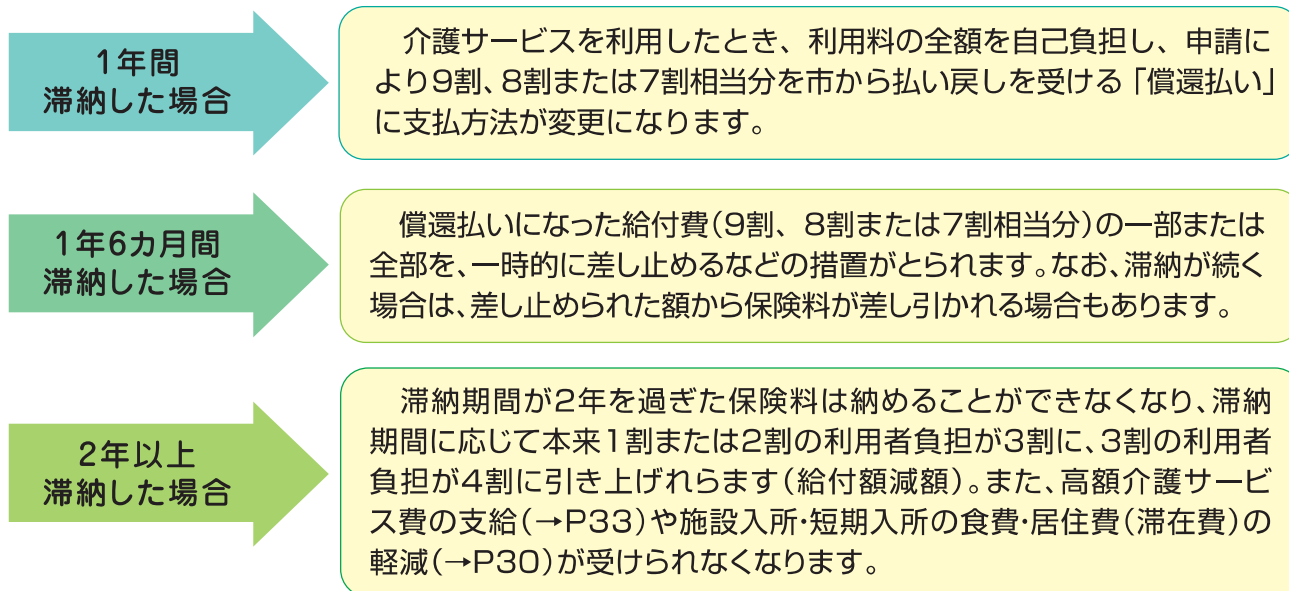 1年間
滞納した場合
介護サービスを利用したとき、利用料の全額を自己負担し、申請に
より9割、8割または7割相当分を市から払い戻しを受ける「償還払い」
に支払方法が変更になります。
1年6カ月間
滞納した場合
償還払いになった給付費(9割、8割または7割相当分)の一部または
全部を、一時的に差し止めるなどの措置がとられます。なお、滞納が続く
場合は、差し止められた額から保険料が差し引かれる場合もあります。
2年以上
滞納した場合
滞納期間が2年を過ぎた保険料は納めることができなくなり、滞納
期間に応じて本来1割または2割の利用者負担が3割に、3割の利用者
負担が4割に引き上げれらます(給付額減額)。また、高額介護サービ
ス費の支給(→P33)や施設入所・短期入所の食費・居住費(滞在費)の
軽減(→P30)が受けられなくなります。